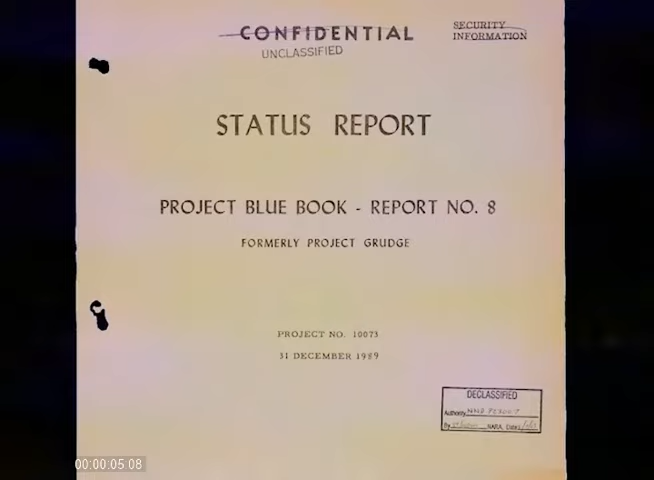 CONFIDENTIAL
SECURITY
INFORMATION
UNCLASSIFIED
STATUS REPORT
PROJECT BLUE BOOK - REPORT NO. 8
FORMERLY PROJECT GRUDGE
PROJECT NO. 10073
31 DECEMBER 1989
DECLASSIFIED
Authority
By NARA, Date
00:00:05:08